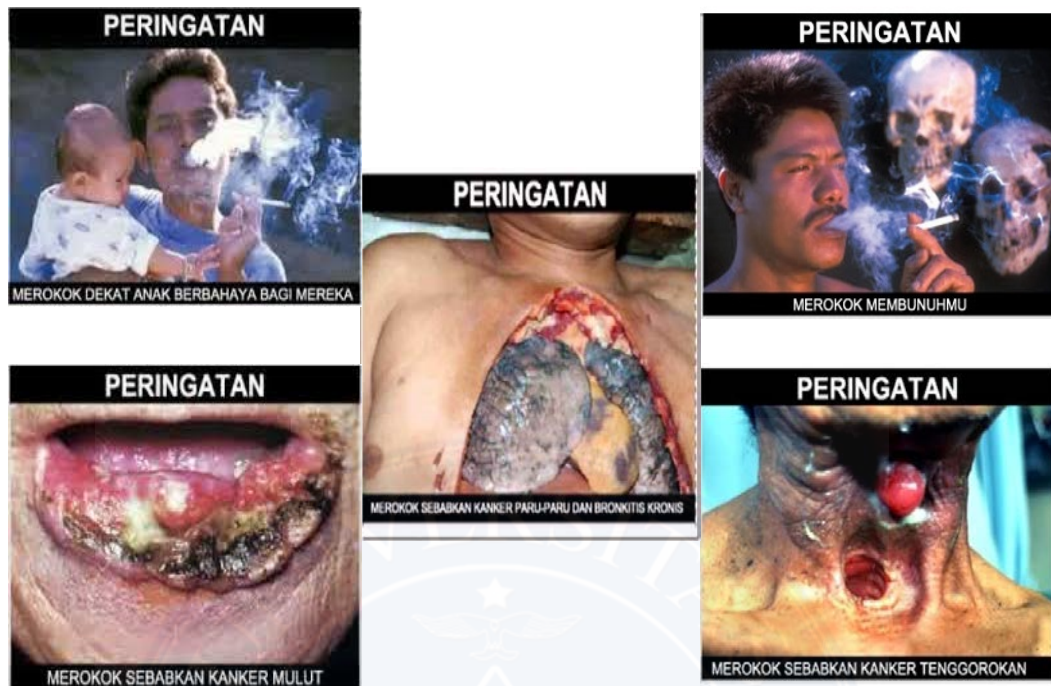 PERINGATAN
MEROKOK DEKAT ANAK BERBAHAYA BAGI MEREKA
PERINGATAN
MEROKOK MEMBUNUHMU
PERINGATAN
MEROKOK SEBABKAN KANKER PARU-PARU DAN BRONKITIS KRONIS
PERINGATAN
MEROKOK SEBABKAN KANKER MULUT
PERINGATAN
MEROKOK SEBABKAN KANKER TENGGOROKAN